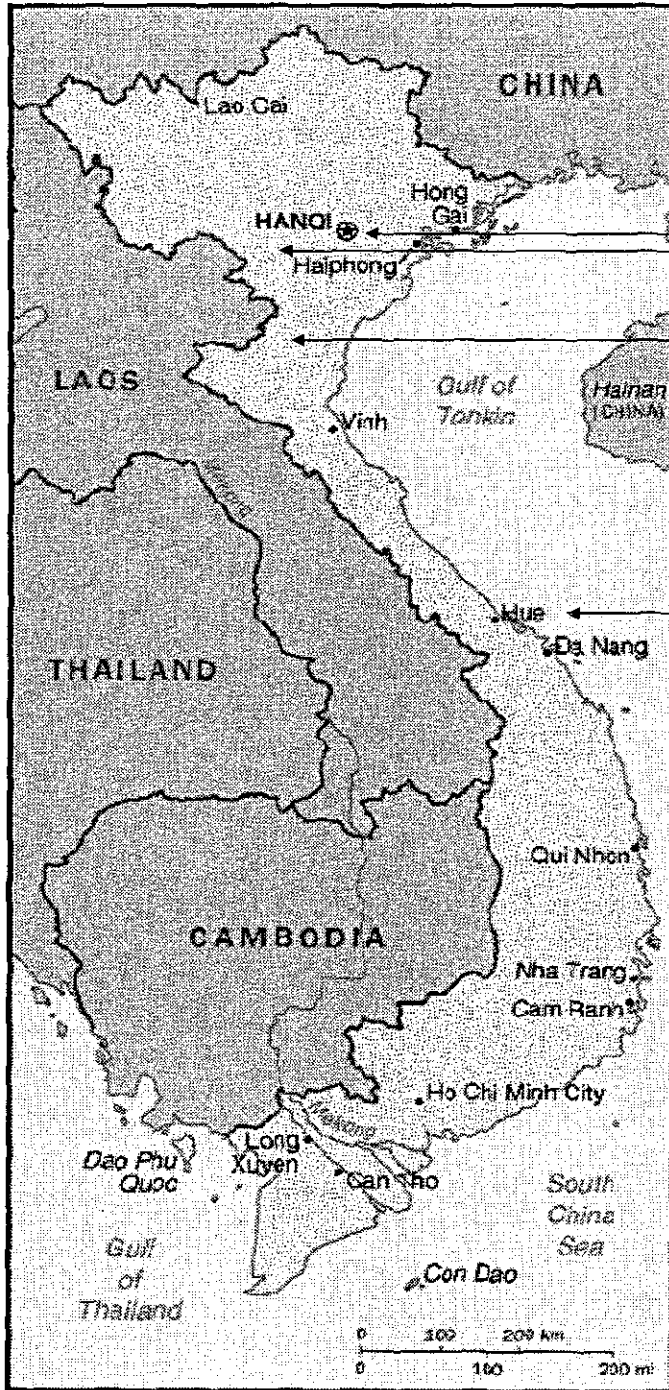 CHINA
Lao Cai
Hong
Gai
HANOI
Haiphong
LAOS
Gulf of
Tonkin
Hainan
(CHINA)
Vinh
Mekong
Hue
Da Nang
THAILAND
Qui Nhon
CAMBODIA
Nha Trang
Cam Ranh
Ho Chi Minh City
Mekong
Long
Xuyen
Can Tho
Dao Phu
Quoc
South
China
Sea
Gulf
of
Thailand
Con Dao
0 100 200 km
0 100 200 mi